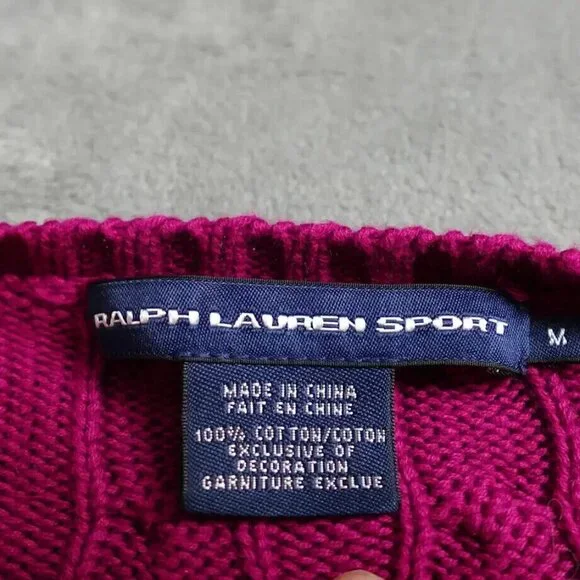 RALPH LAUREN SPORT
M
MADE IN CHINA
FAIT EN CHINE
100% COTTON/COTON
EXCLUSIVE OF
DECORATION
GARNITURE EXCLUE